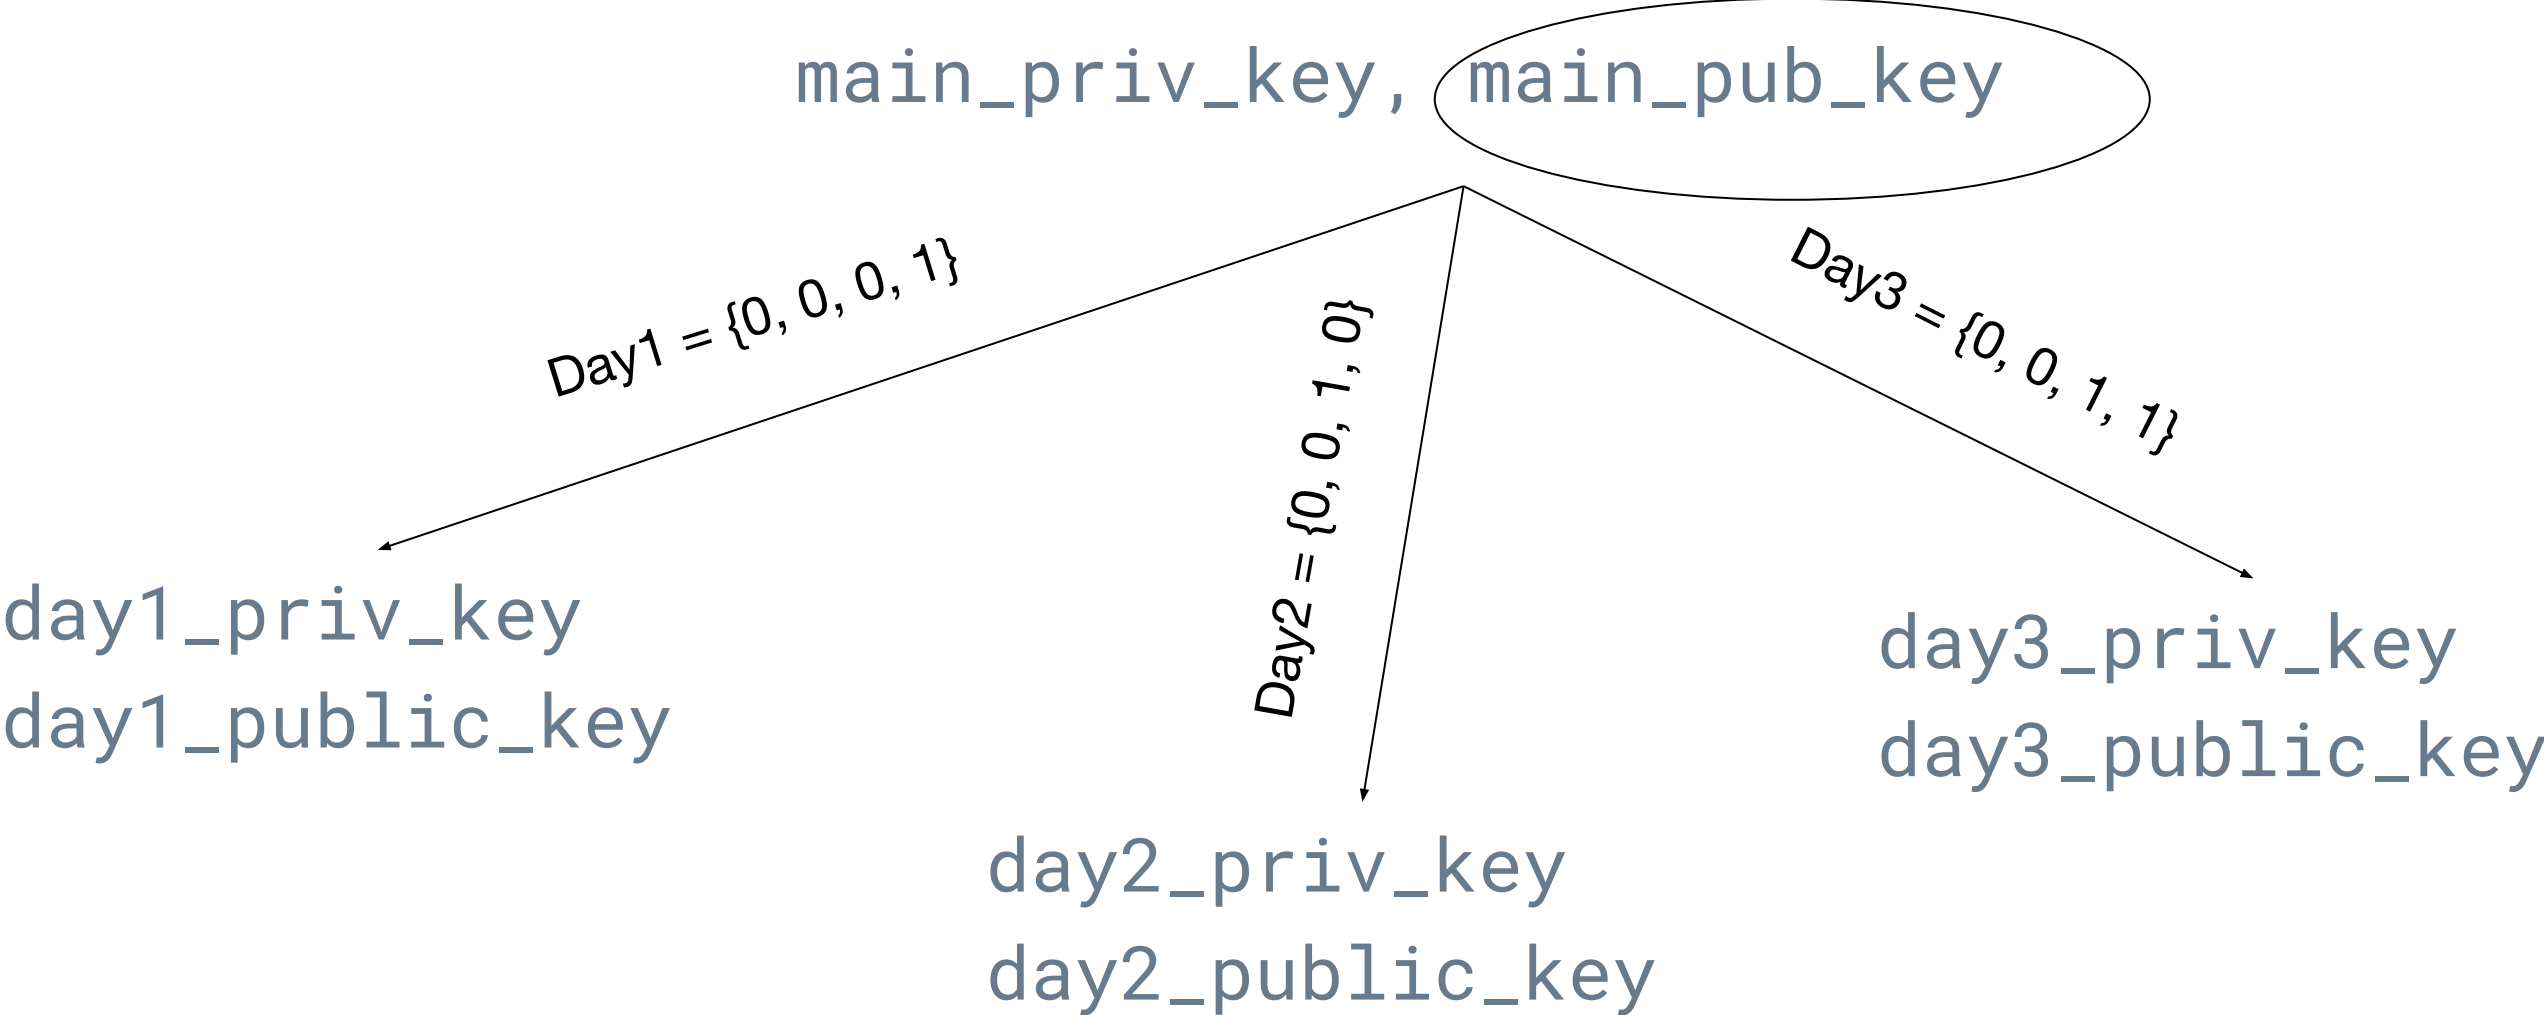 main_priv_key, main_pub_key
Day1 = {0, 0, 0, 1}
Day2 = {0, 0, 1, 0}
Day3 = {0, 0, 1, 1}
day1_priv_key
day1_public_key
day2_priv_key
day2_public_key
day3_priv_key
day3_public_key